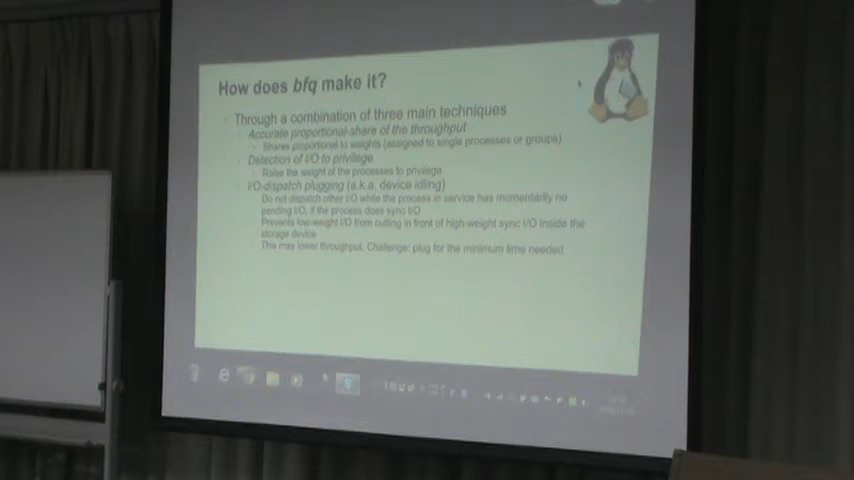 How does bfq make it?
Through a combination of three main techniques
Accurate proportional-share of the throughput
Shares proportional to weights (assigned to single processes or groups)
Detection of I/O to privilege
Raise the weight of the processes to privilege
I/O-dispatch plugging (a.k.a. device idling)
Do not dispatch other I/O while the process in service has momentarily no
pending I/O, if the process does sync I/O
Prevents low-weight I/O from cutting in front of high-weight sync I/O inside the
storage device
This may lower throughput. Challenge: plug for the minimum time needed